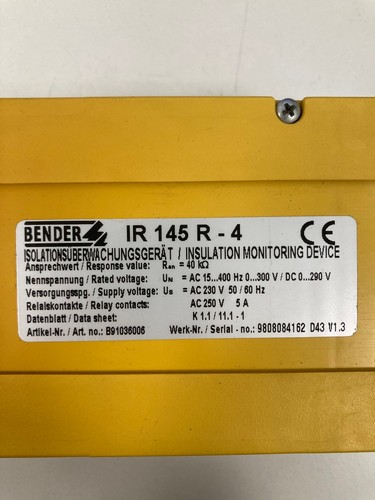 BENDER IR 145 R - 4 CE
ISOLATIONSÜBERWACHUNGSGERÄT / INSULATION MONITORING DEVICE
Ansprechwert / Response value: Ran = 40 kΩ
Nennspannung / Rated voltage: UN = AC 15...400 Hz 0...300 V / DC 0...290 V
Versorgungsspg. / Supply voltage: US = AC 230 V 50 / 60 Hz
Relaiskontakte / Relay contacts: AC 250 V 5 A
Datenblatt / Data sheet: K 1.1 / 11.1 - 1
Artikel-Nr. / Art. no.: B91036006 Werk-Nr. / Serial - no.: 9808084162 D43 V1.3